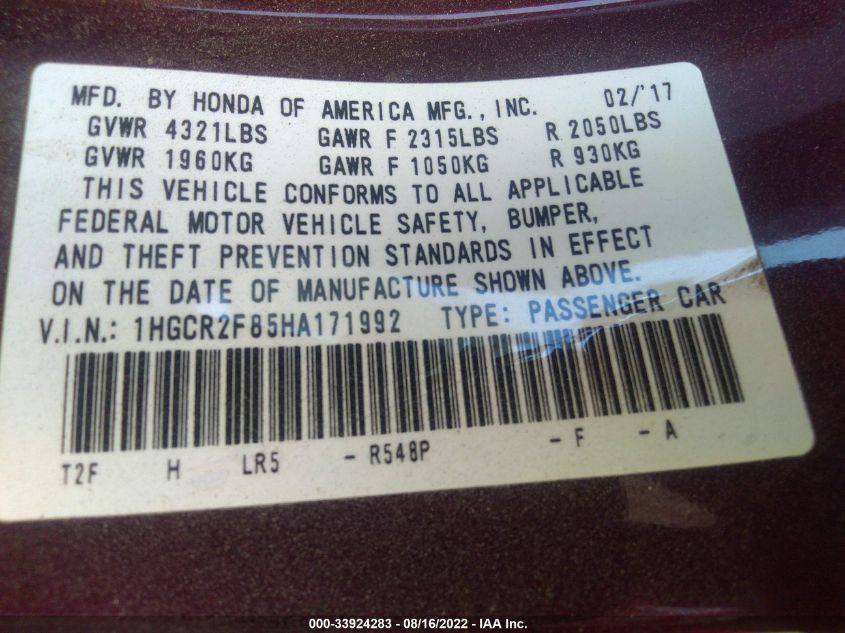 MFD. BY HONDA OF AMERICA MFG., INC. 02/'17
GVWR 4321LBS GAWR F 2315LBS R 2050LBS
GVWR 1960KG GAWR F 1050KG R 930KG
THIS VEHICLE CONFORMS TO ALL APPLICABLE
FEDERAL MOTOR VEHICLE SAFETY, BUMPER,
AND THEFT PREVENTION STANDARDS IN EFFECT
ON THE DATE OF MANUFACTURE SHOWN ABOVE.
V.I.N.: 1HGCR2F85HA171992 TYPE: PASSENGER CAR
T2F H LR5 - R548P - F - A
000-33924283 - 08/16/2022 - IAA Inc.